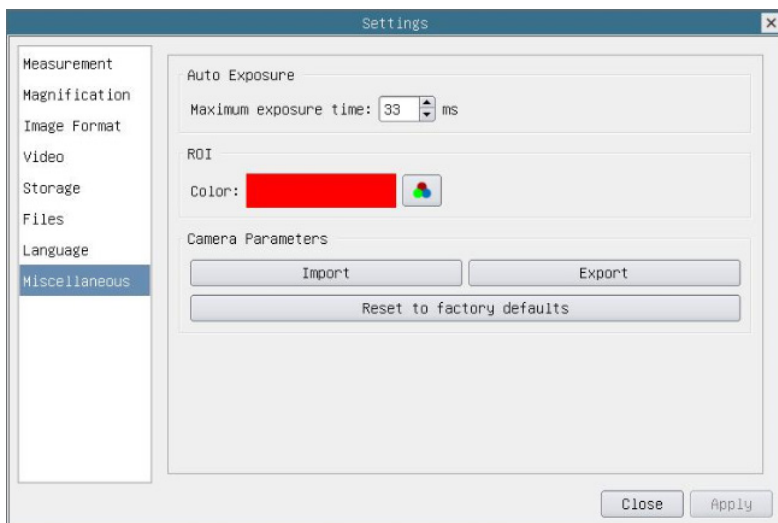 Settings
Measurement
Magnification
Image Format
Video
Storage
Files
Language
Miscellaneous
Auto Exposure
Maximum exposure time: 33 ms
ROI
Color:
Camera Parameters
Import Export
Reset to factory defaults
Close Apply